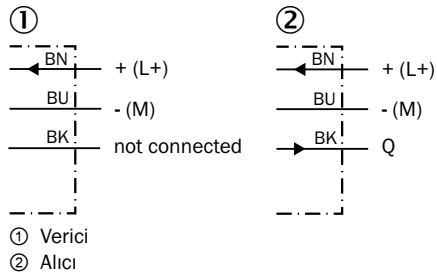 ① ②
BN + (L+) BN + (L+)
BU - (M) BU - (M)
BK not connected BK Q
① Verici
② Alıcı